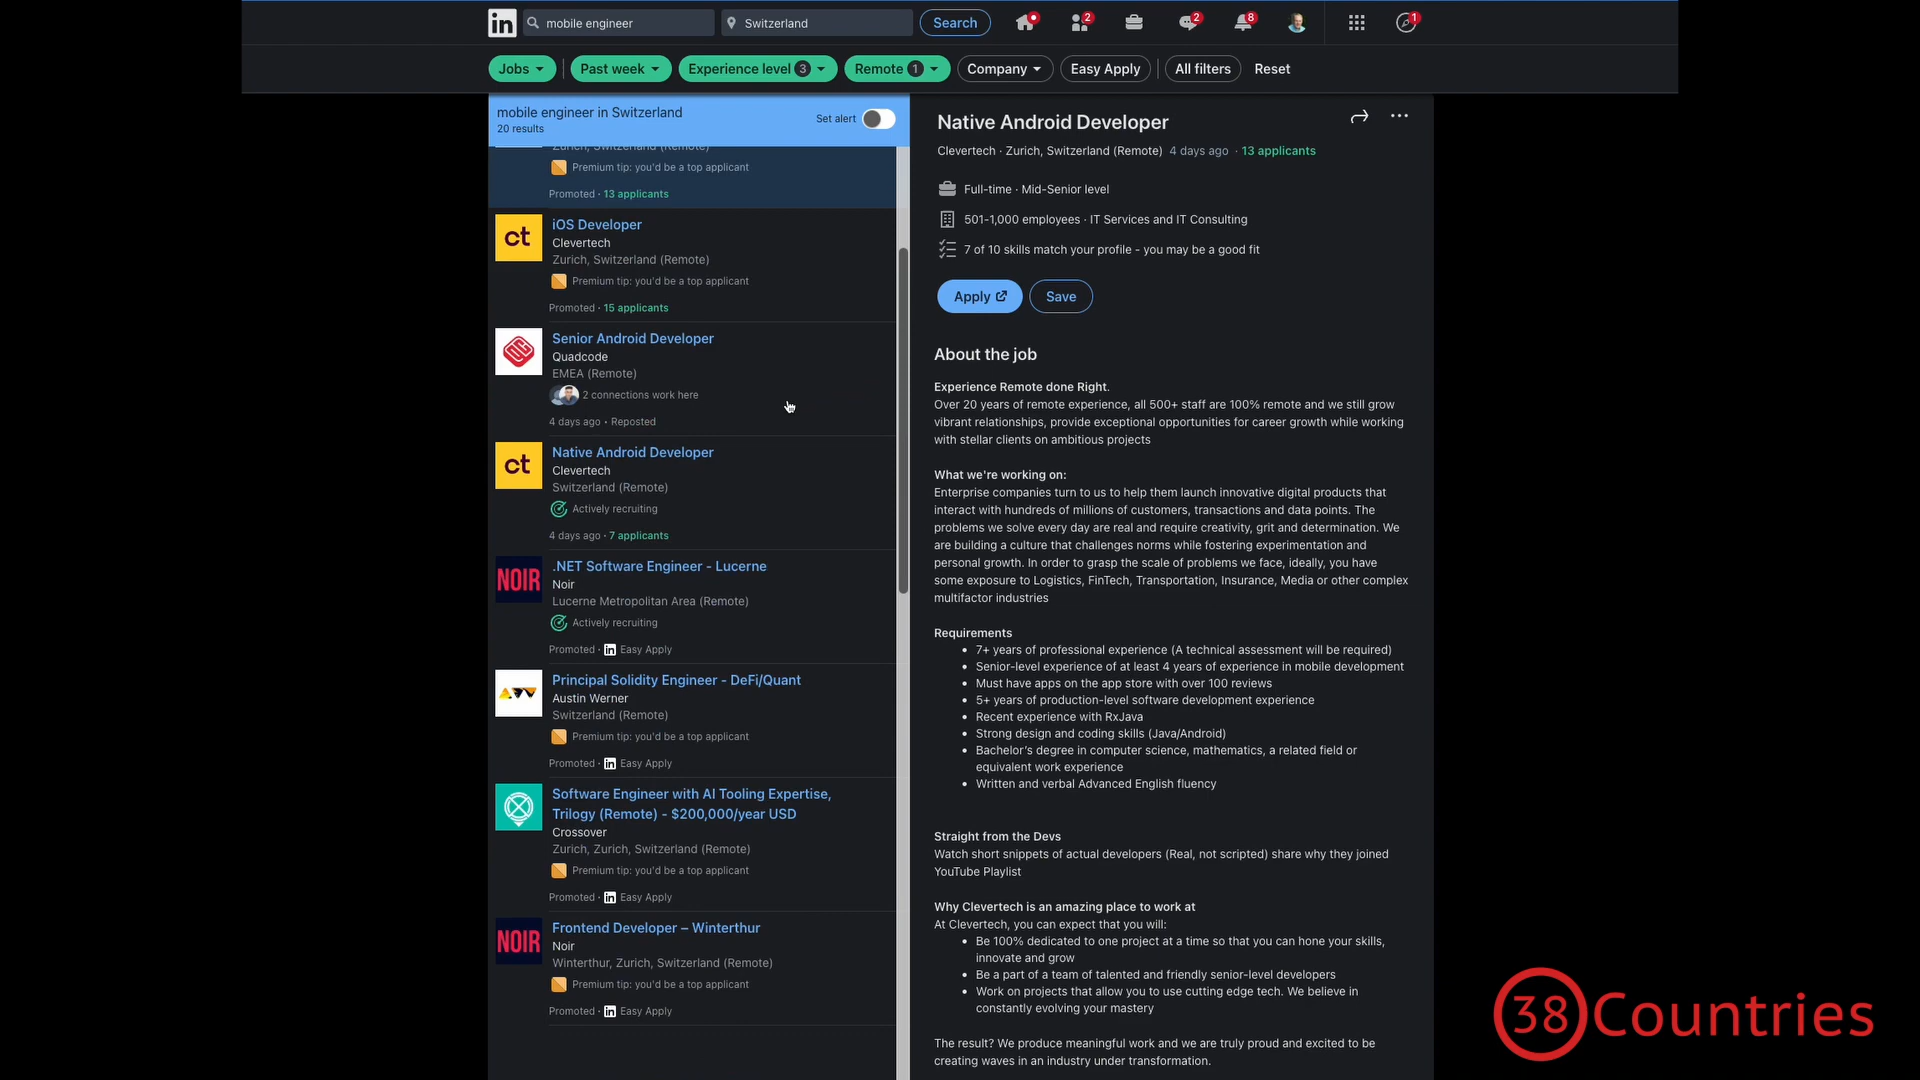 in
mobile engineer
Switzerland
Search
2
2
8
1
Jobs
Past week
Experience level 3
Remote 1
Company
Easy Apply
All filters
Reset
mobile engineer in Switzerland
20 results
Set alert
Zurich, Switzerland (Remote)
Premium tip: you'd be a top applicant
Promoted · 13 applicants
ct
iOS Developer
Clevertech
Zurich, Switzerland (Remote)
Premium tip: you'd be a top applicant
Promoted · 15 applicants
Senior Android Developer
Quadcode
EMEA (Remote)
2 connections work here
4 days ago • Reposted
ct
Native Android Developer
Clevertech
Switzerland (Remote)
Actively recruiting
4 days ago · 7 applicants
NOIR
.NET Software Engineer - Lucerne
Noir
Lucerne Metropolitan Area (Remote)
Actively recruiting
Promoted · in Easy Apply
Principal Solidity Engineer - DeFi/Quant
Austin Werner
Switzerland (Remote)
Premium tip: you'd be a top applicant
Promoted · in Easy Apply
Software Engineer with AI Tooling Expertise,
Trilogy (Remote) - $200,000/year USD
Crossover
Zurich, Zurich, Switzerland (Remote)
Premium tip: you'd be a top applicant
Promoted · in Easy Apply
NOIR
Frontend Developer – Winterthur
Noir
Winterthur, Zurich, Switzerland (Remote)
Premium tip: you'd be a top applicant
Promoted · in Easy Apply
Native Android Developer
Clevertech · Zurich, Switzerland (Remote) 4 days ago · 13 applicants
Full-time · Mid-Senior level
501-1,000 employees · IT Services and IT Consulting
7 of 10 skills match your profile - you may be a good fit
Apply
Save
About the job
Experience Remote done Right.
Over 20 years of remote experience, all 500+ staff are 100% remote and we still grow
vibrant relationships, provide exceptional opportunities for career growth while working
with stellar clients on ambitious projects
What we're working on:
Enterprise companies turn to us to help them launch innovative digital products that
interact with hundreds of millions of customers, transactions and data points. The
problems we solve every day are real and require creativity, grit and determination. We
are building a culture that challenges norms while fostering experimentation and
personal growth. In order to grasp the scale of problems we face, ideally, you have
some exposure to Logistics, FinTech, Transportation, Insurance, Media or other complex
multifactor industries
Requirements
• 7+ years of professional experience (A technical assessment will be required)
• Senior-level experience of at least 4 years of experience in mobile development
• Must have apps on the app store with over 100 reviews
• 5+ years of production-level software development experience
• Recent experience with RxJava
• Strong design and coding skills (Java/Android)
• Bachelor's degree in computer science, mathematics, a related field or
equivalent work experience
• Written and verbal Advanced English fluency
Straight from the Devs
Watch short snippets of actual developers (Real, not scripted) share why they joined
YouTube Playlist
Why Clevertech is an amazing place to work at
At Clevertech, you can expect that you will:
• Be 100% dedicated to one project at a time so that you can hone your skills,
innovate and grow
• Be a part of a team of talented and friendly senior-level developers
• Work on projects that allow you to use cutting edge tech. We believe in
constantly evolving your mastery
The result? We produce meaningful work and we are truly proud and excited to be
creating waves in an industry under transformation.
38Countries